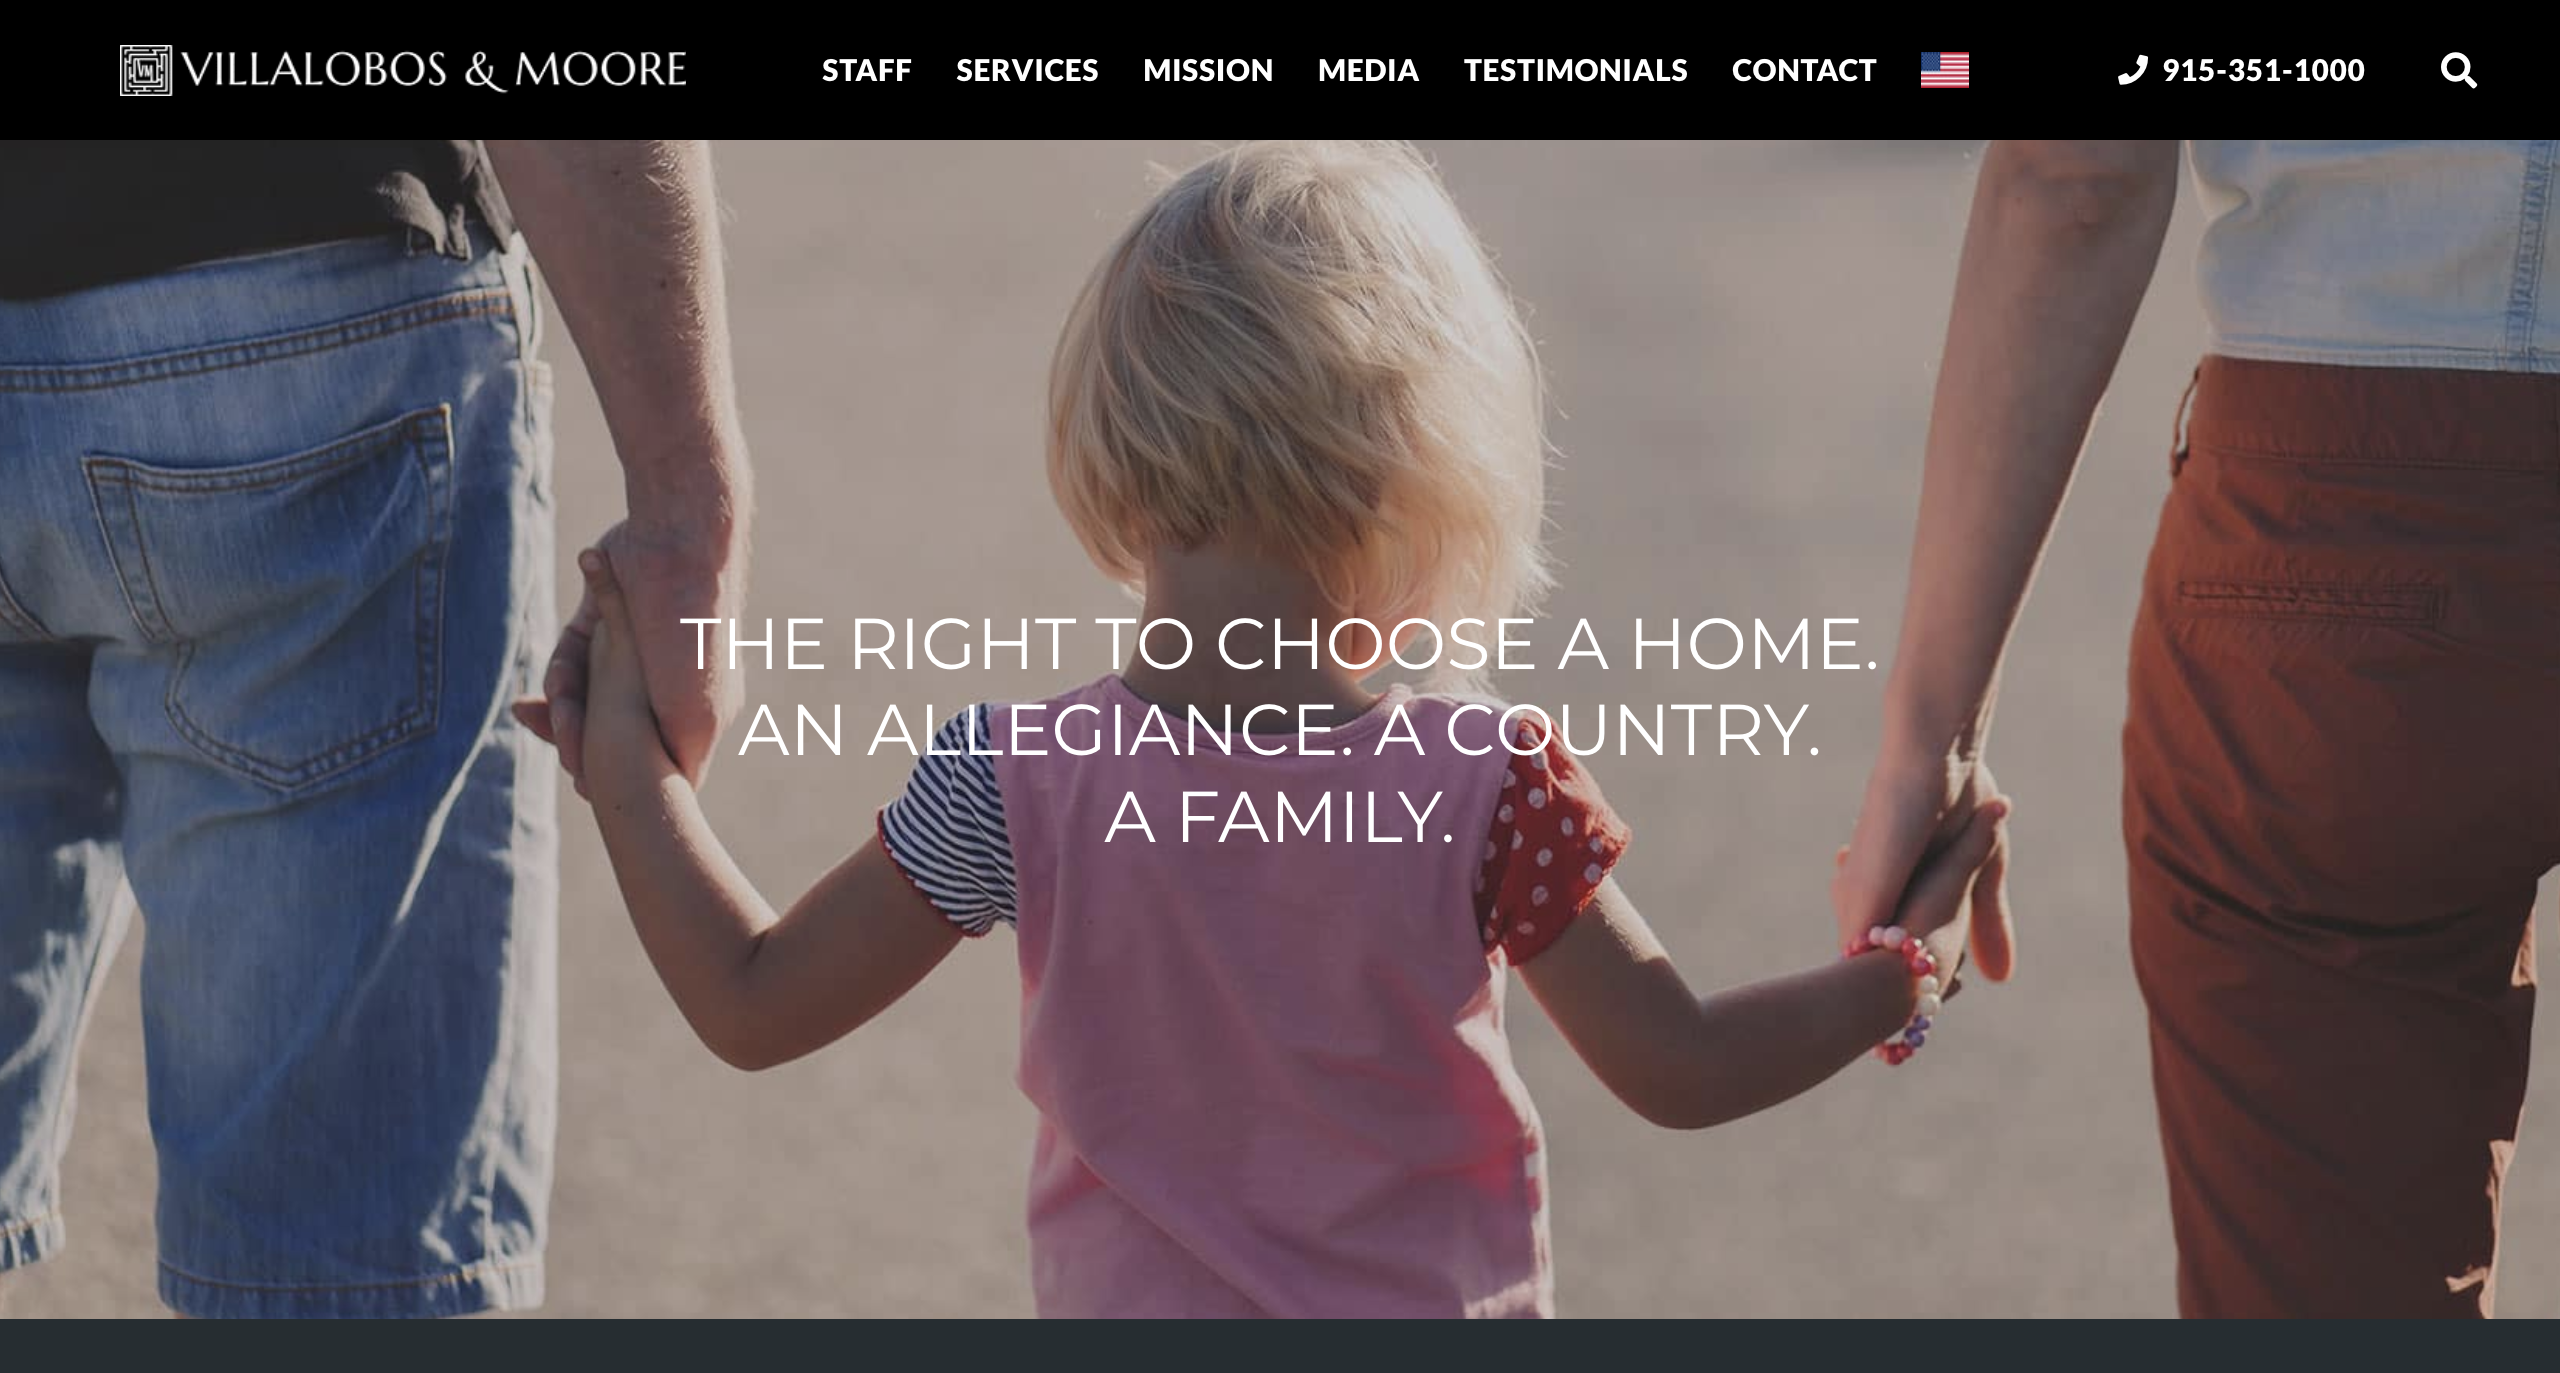 VM VILLALOBOS & MOORE
STAFF SERVICES MISSION MEDIA TESTIMONIALS CONTACT 915-351-1000
THE RIGHT TO CHOOSE A HOME.
AN ALLEGIANCE. A COUNTRY.
A FAMILY.